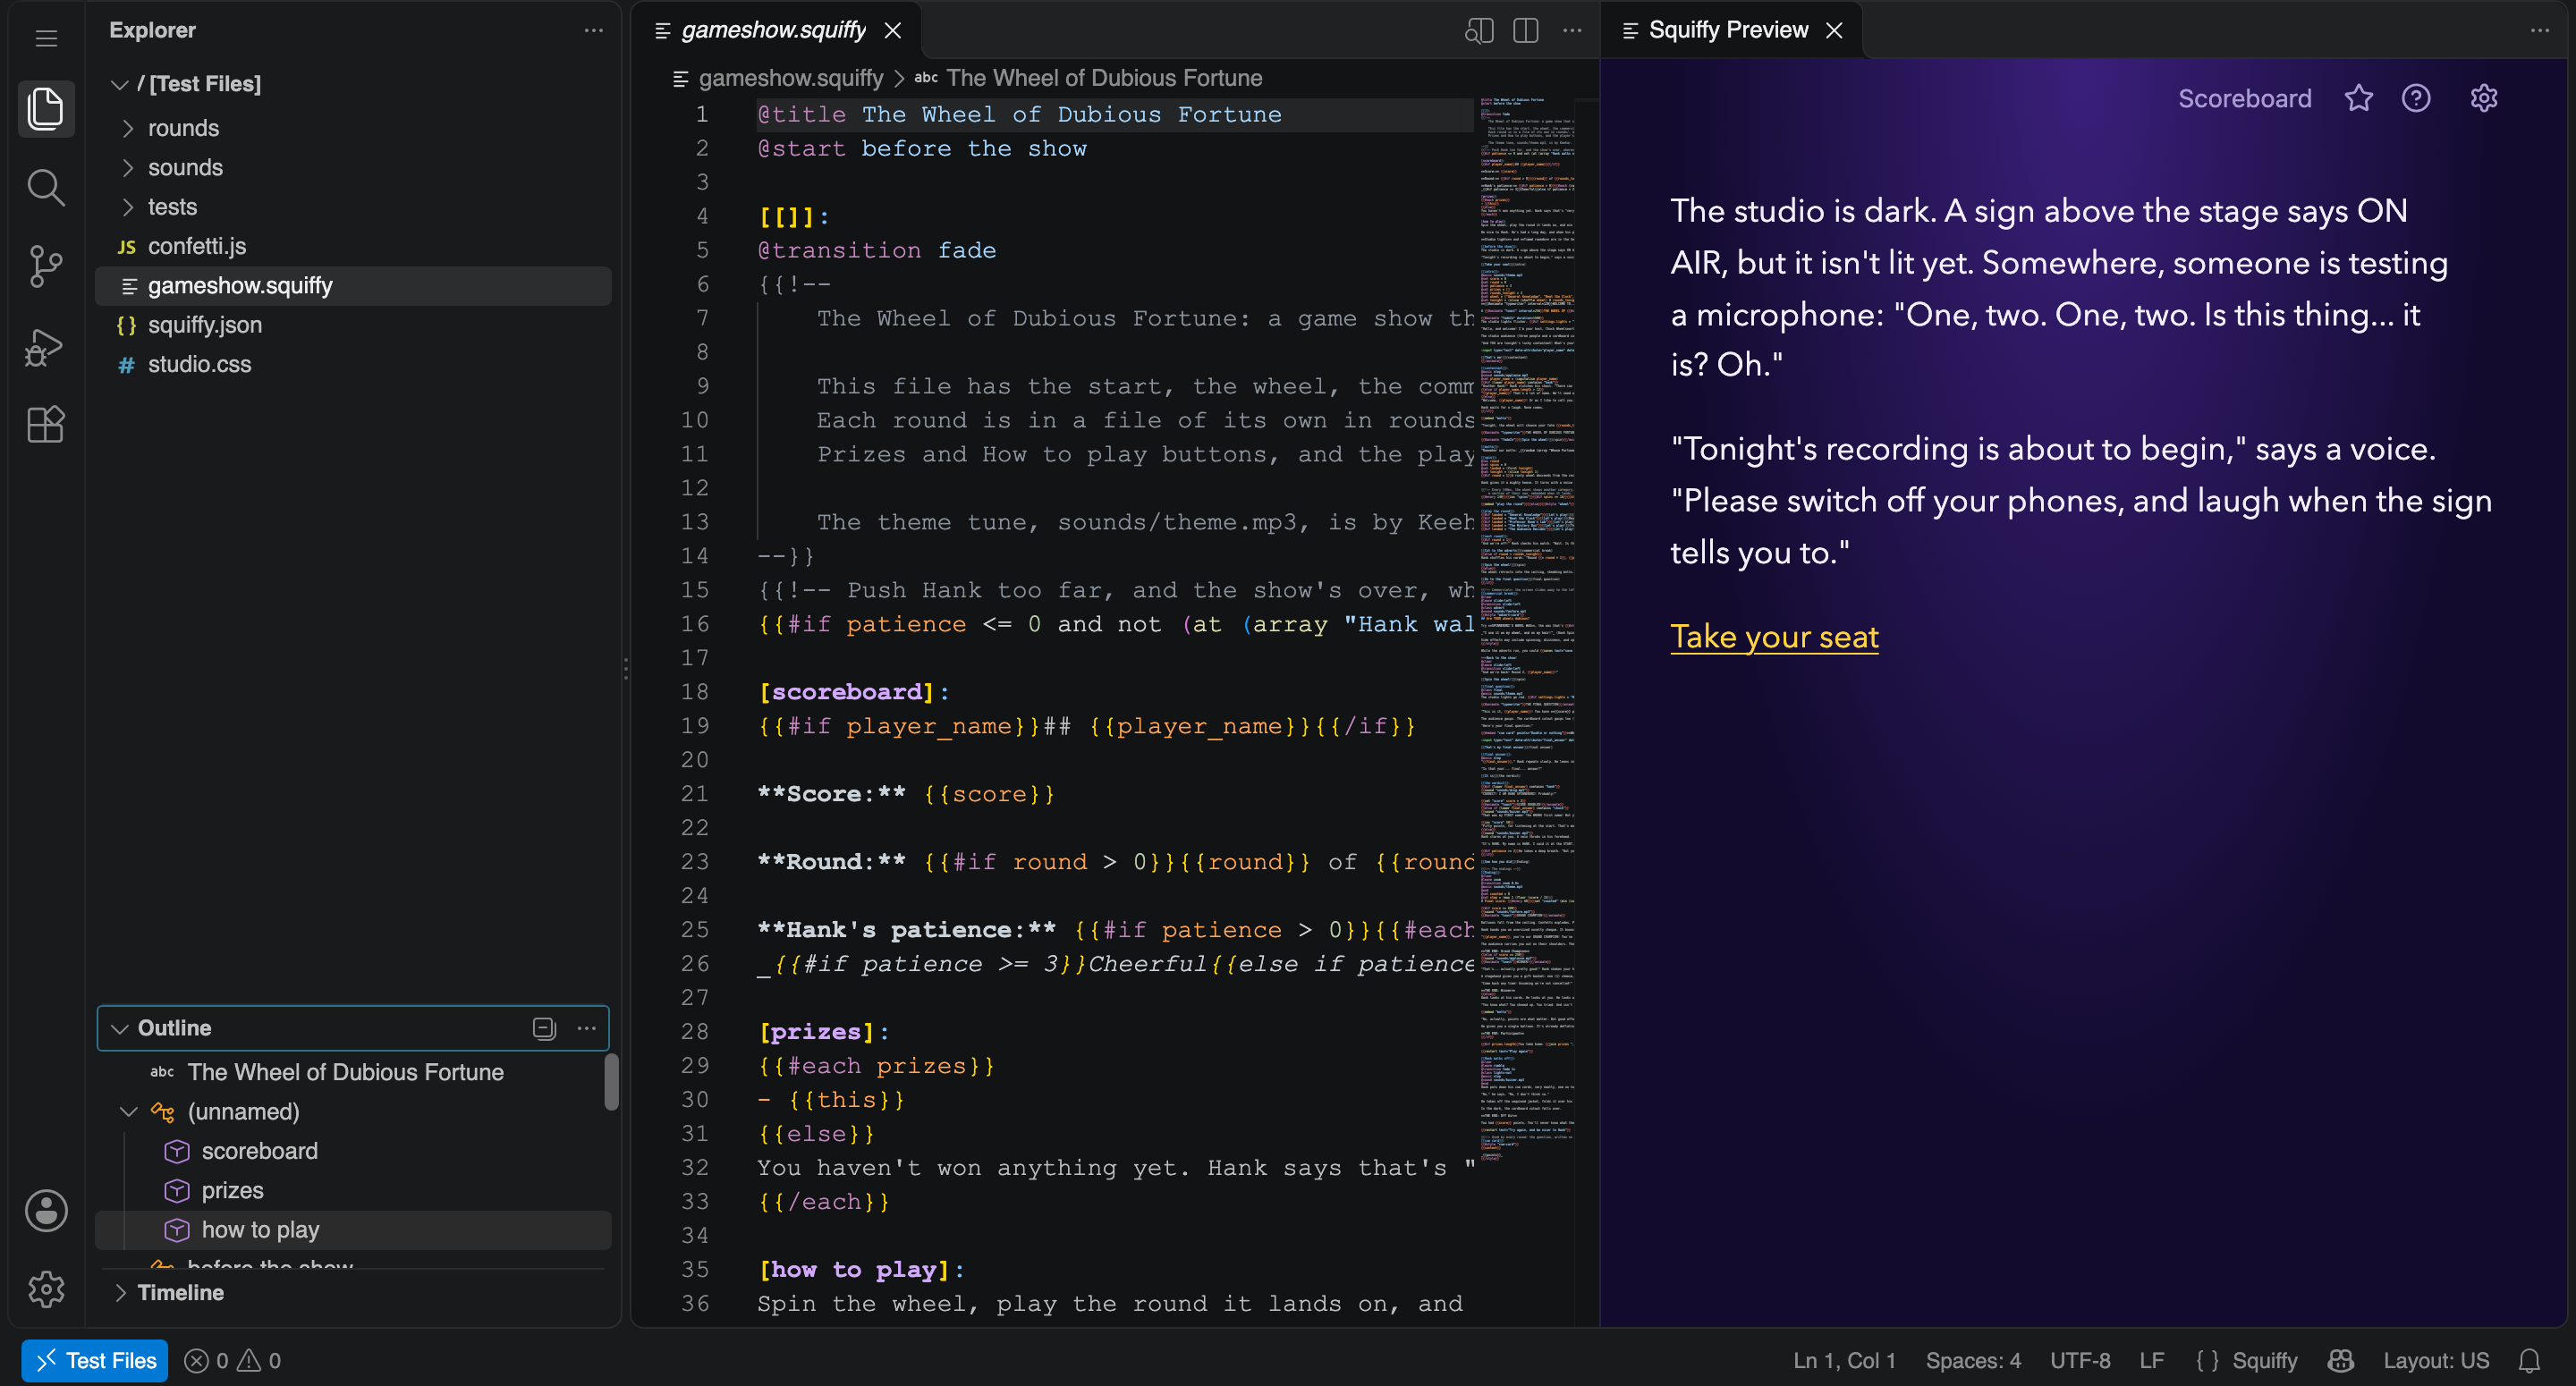 Explorer
/ [Test Files]
rounds
sounds
tests
JS confetti.js
gameshow.squiffy
{} squiffy.json
# studio.css
Outline
abc The Wheel of Dubious Fortune
(unnamed)
scoreboard
prizes
how to play
before the show
Timeline
gameshow.squiffy
gameshow.squiffy > abc The Wheel of Dubious Fortune
1 @title The Wheel of Dubious Fortune
2 @start before the show
3
4 [[]]:
5 @transition fade
6 {{!--
7 The Wheel of Dubious Fortune: a game show th
8
9 This file has the start, the wheel, the comm
10 Each round is in a file of its own in rounds
11 Prizes and How to play buttons, and the play
12
13 The theme tune, sounds/theme.mp3, is by Keeh
14 --}}
15 {{!-- Push Hank too far, and the show's over, wh
16 {{#if patience <= 0 and not (at (array "Hank wal
17
18 [scoreboard]:
19 {{#if player_name}}## {{player_name}}{{/if}}
20
21 **Score:** {{score}}
22
23 **Round:** {{#if round > 0}}{{round}} of {{round
24
25 **Hank's patience:** {{#if patience > 0}}{{#each
26 _{{#if patience >= 3}}Cheerful{{else if patience
27
28 [prizes]:
29 {{#each prizes}}
30 - {{this}}
31 {{else}}
32 You haven't won anything yet. Hank says that's "
33 {{/each}}
34
35 [how to play]:
36 Spin the wheel, play the round it lands on, and
Squiffy Preview
Scoreboard
The studio is dark. A sign above the stage says ON
AIR, but it isn't lit yet. Somewhere, someone is testing
a microphone: "One, two. One, two. Is this thing... it
is? Oh."
"Tonight's recording is about to begin," says a voice.
"Please switch off your phones, and laugh when the sign
tells you to."
Take your seat
Test Files 0 0
Ln 1, Col 1 Spaces: 4 UTF-8 LF {} Squiffy Layout: US